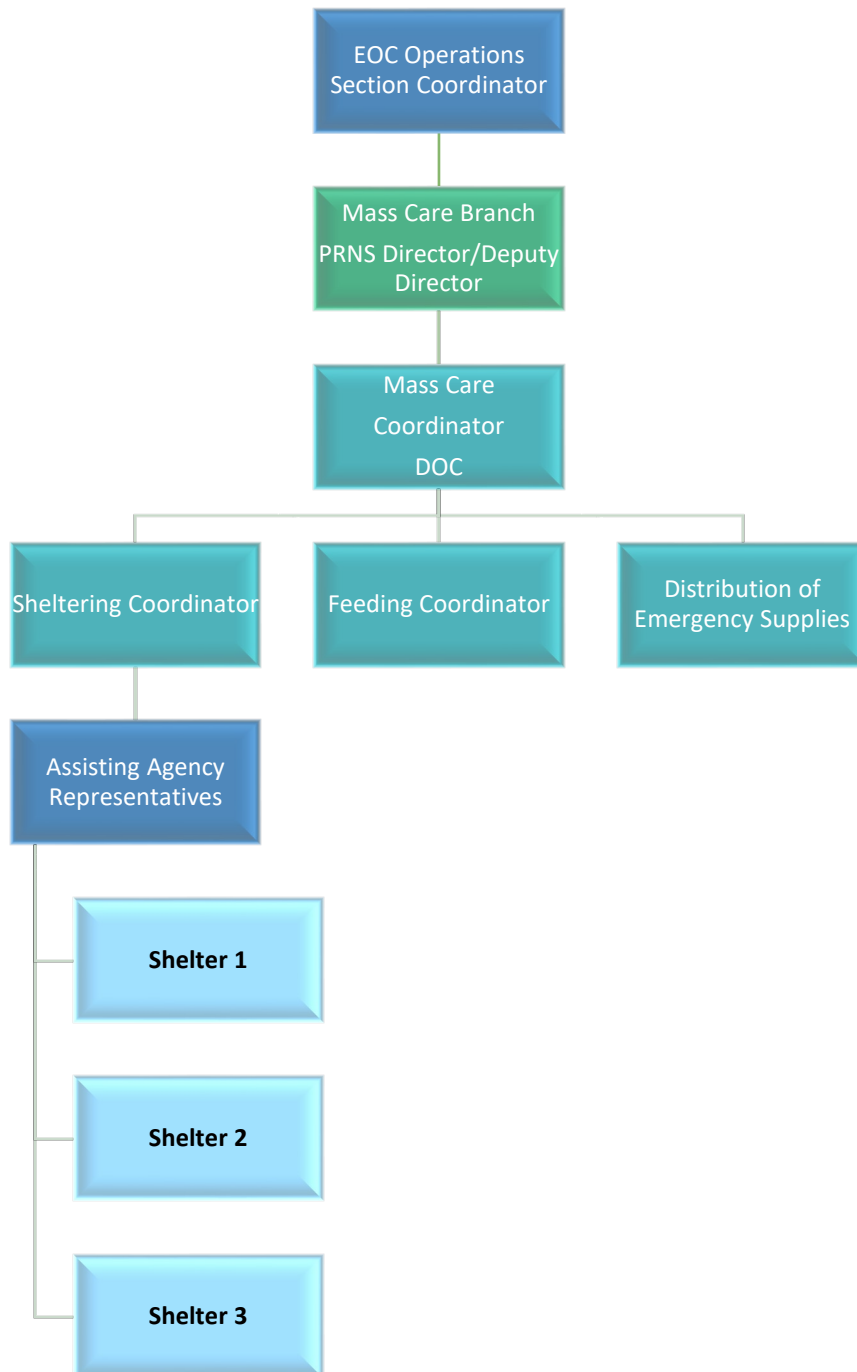 EOC Operations
Section Coordinator
Mass Care Branch
PRNS Director/Deputy
Director
Mass Care
Coordinator
DOC
Sheltering Coordinator
Feeding Coordinator
Distribution of
Emergency Supplies
Assisting Agency
Representatives
Shelter 1
Shelter 2
Shelter 3